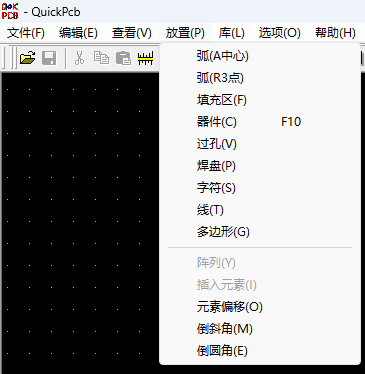 QuickPcb
- QuickPcb
文件(F) 编辑(E) 查看(V) 放置(P) 库(L) 选项(O) 帮助(H)
弧(A中心)
弧(R3点)
填充区(F)
器件(C) F10
过孔(V)
焊盘(P)
字符(S)
线(T)
多边形(G)
阵列(Y)
插入元素(I)
元素偏移(O)
倒斜角(M)
倒圆角(E)